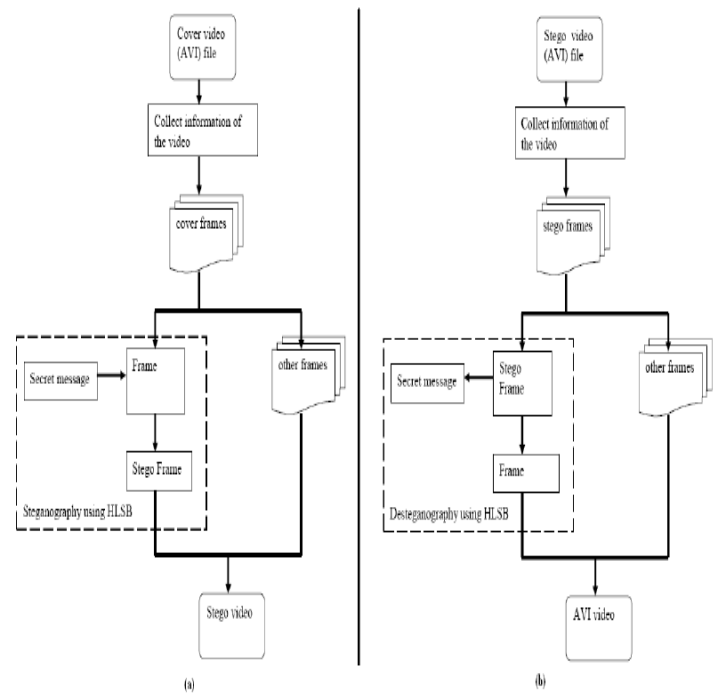 Cover video
(AVI) file
Collect information of
the video
cover frames
Frame
Secret message
other frames
Stego Frame
Steganography using HLSB
Stego video
(a)
Stego video
(AVI) file
Collect information of
the video
stego frames
Stego
Frame
Secret message
other frames
Frame
Desteganography using HLSB
AVI video
(b)